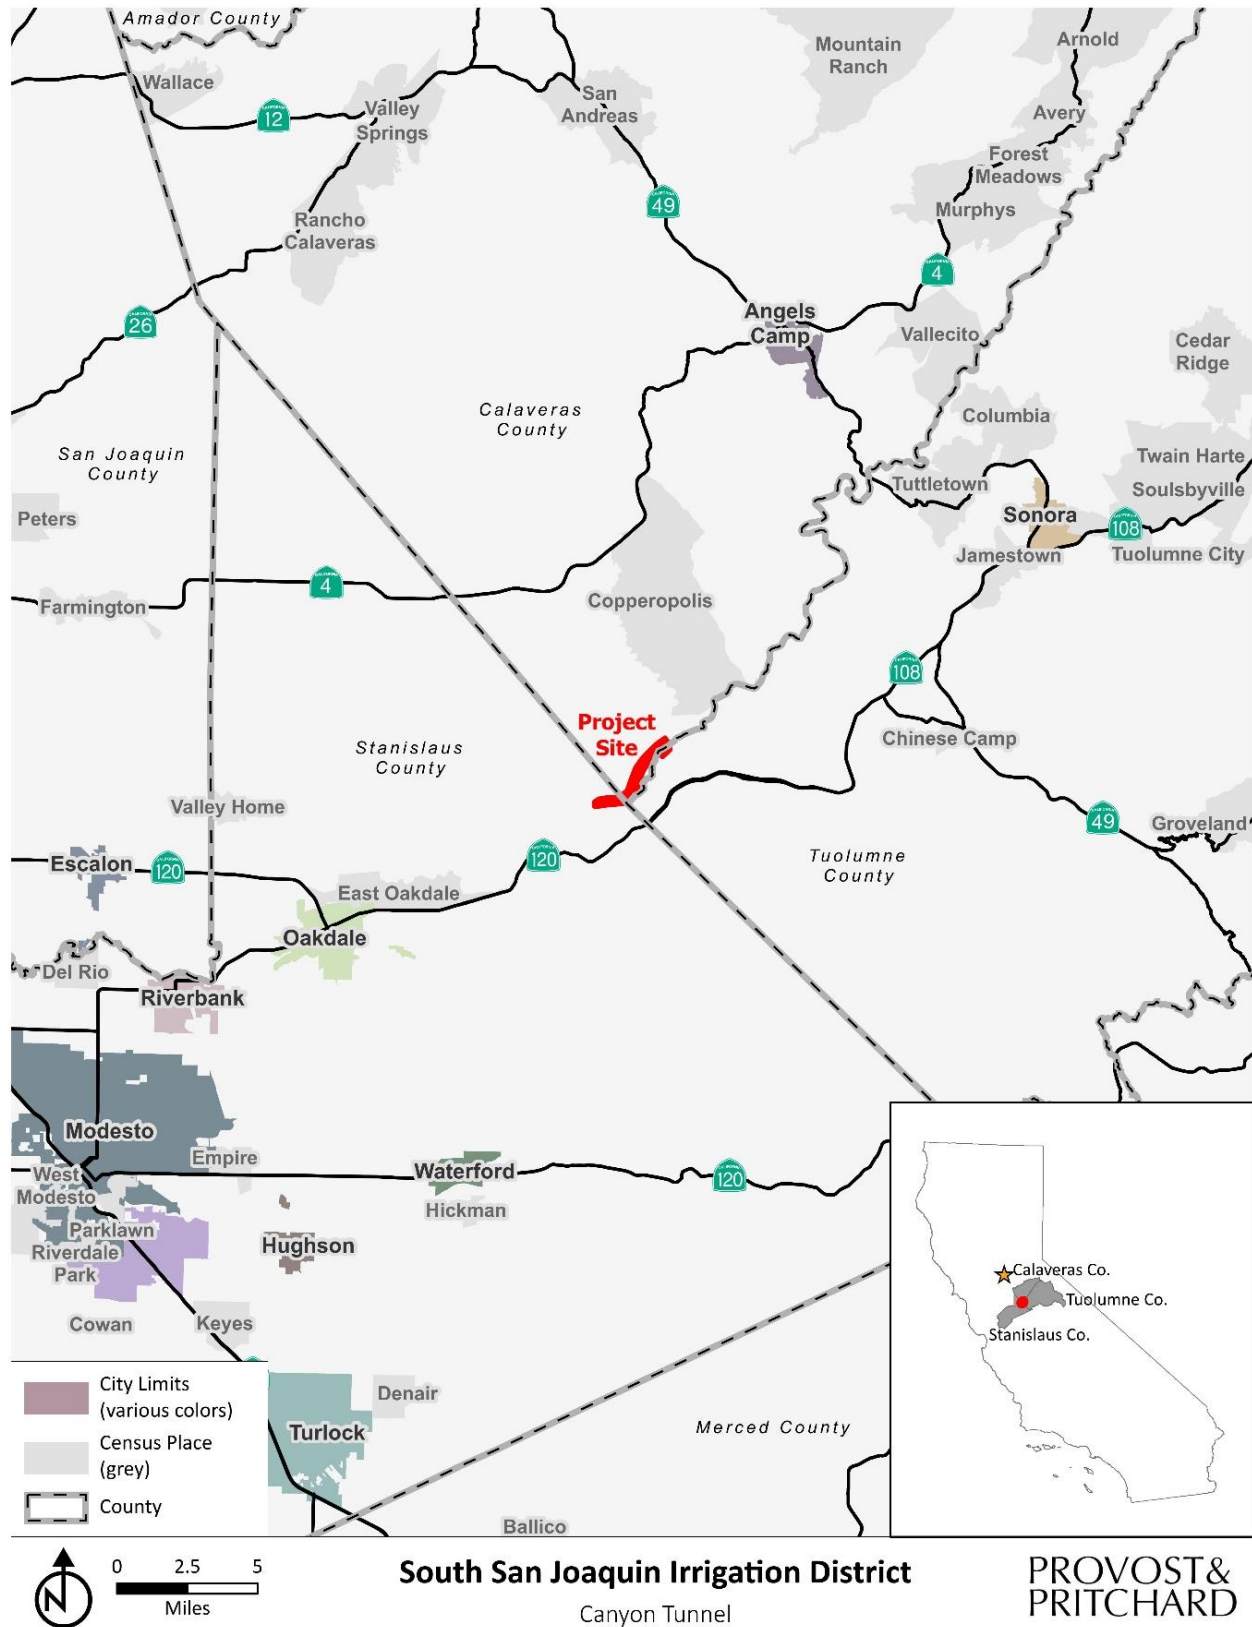 Amador County
Arnold
Mountain
Ranch
Wallace
San
Andreas
Valley
Springs
12
Avery
Forest
Meadows
Murphys
49
Rancho
Calaveras
4
26
Angels
Camp
Vallecito
Cedar
Ridge
Calaveras
County
Columbia
San Joaquin
County
Twain Harte
Tuttletown
Soulsbyville
Peters
Sonora
108
Jamestown
Tuolumne City
4
Farmington
Copperopolis
108
Project
Site
Chinese Camp
Stanislaus
County
Valley Home
49
Groveland
Escalon
120
120
Tuolumne
County
East Oakdale
Oakdale
Del Rio
Riverbank
Modesto
Empire
West
Modesto
Waterford
120
Hickman
Parklawn
Riverdale
Park
Hughson
Cowan
Keyes
Denair
Turlock
Merced County
Ballico
Calaveras Co.
Tuolumne Co.
Stanislaus Co.
City Limits
(various colors)
Census Place
(grey)
County
N
0 2.5 5
Miles
South San Joaquin Irrigation District
Canyon Tunnel
PROVOST&
PRITCHARD